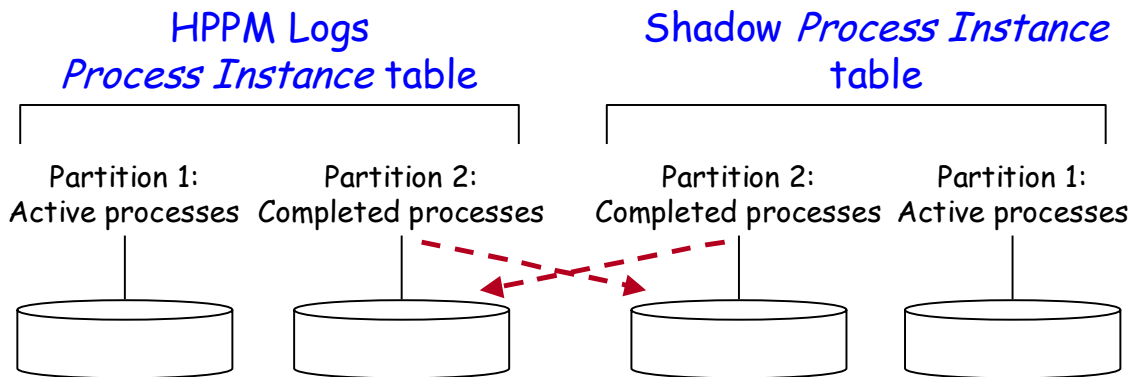 HPPM Logs
Process Instance table
Shadow Process Instance
table
Partition 1:
Active processes
Partition 2:
Completed processes
Partition 2:
Completed processes
Partition 1:
Active processes